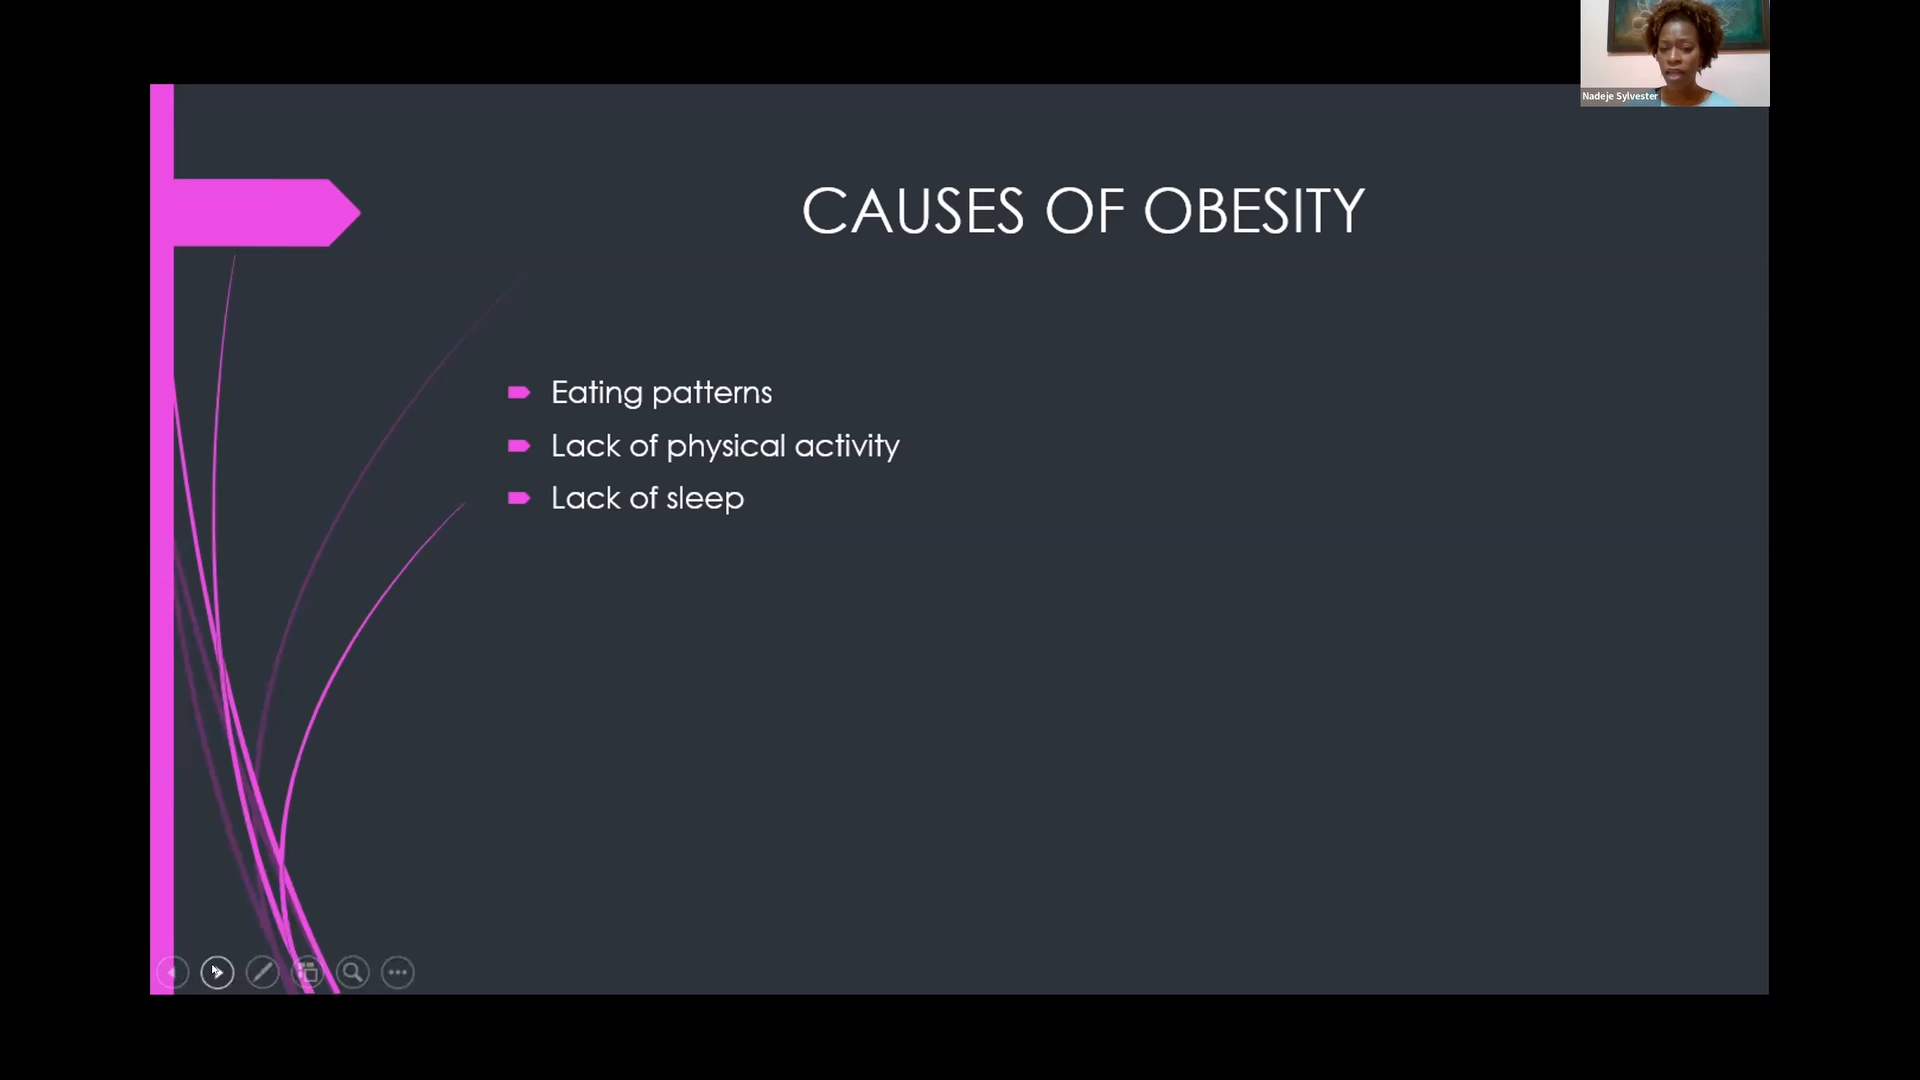 Nadeje Sylvester
CAUSES OF OBESITY
Eating patterns
Lack of physical activity
Lack of sleep